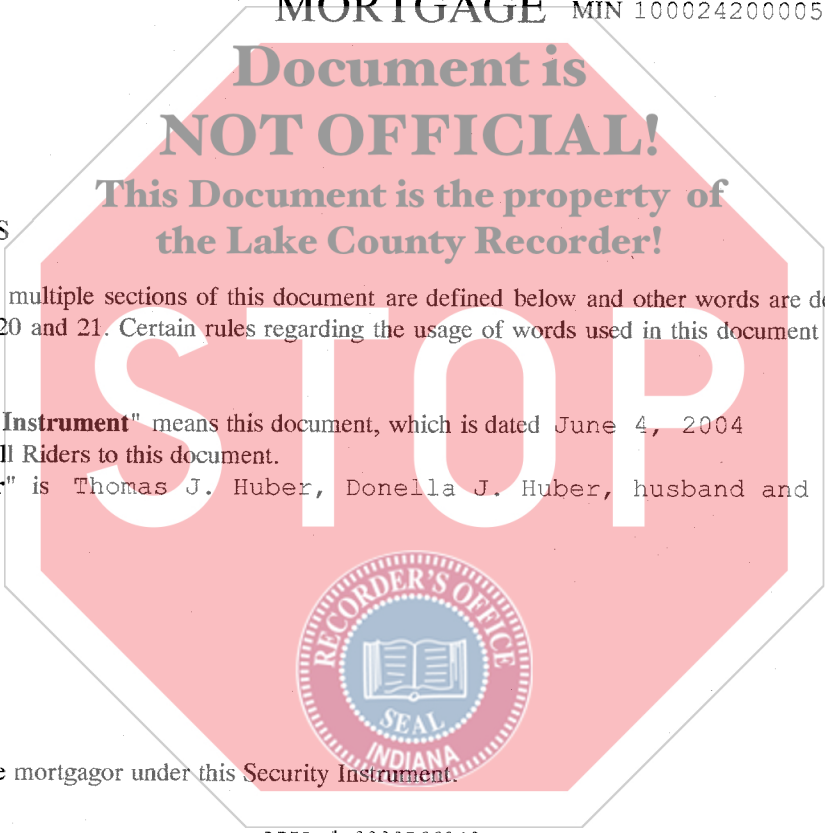 MORTGAGE MIN 100024200005
Document is
NOT OFFICIAL!
This Document is the property of
the Lake County Recorder!
S
multiple sections of this document are defined below and other words are de
20 and 21. Certain rules regarding the usage of words used in this document
Instrument" means this document, which is dated June 4, 2004
ll Riders to this document.
r" is Thomas J. Huber, Donella J. Huber, husband and
STOP
RECORDER'S OFFICE
SEAL
INDIANA
e mortgagor under this Security Instrument.